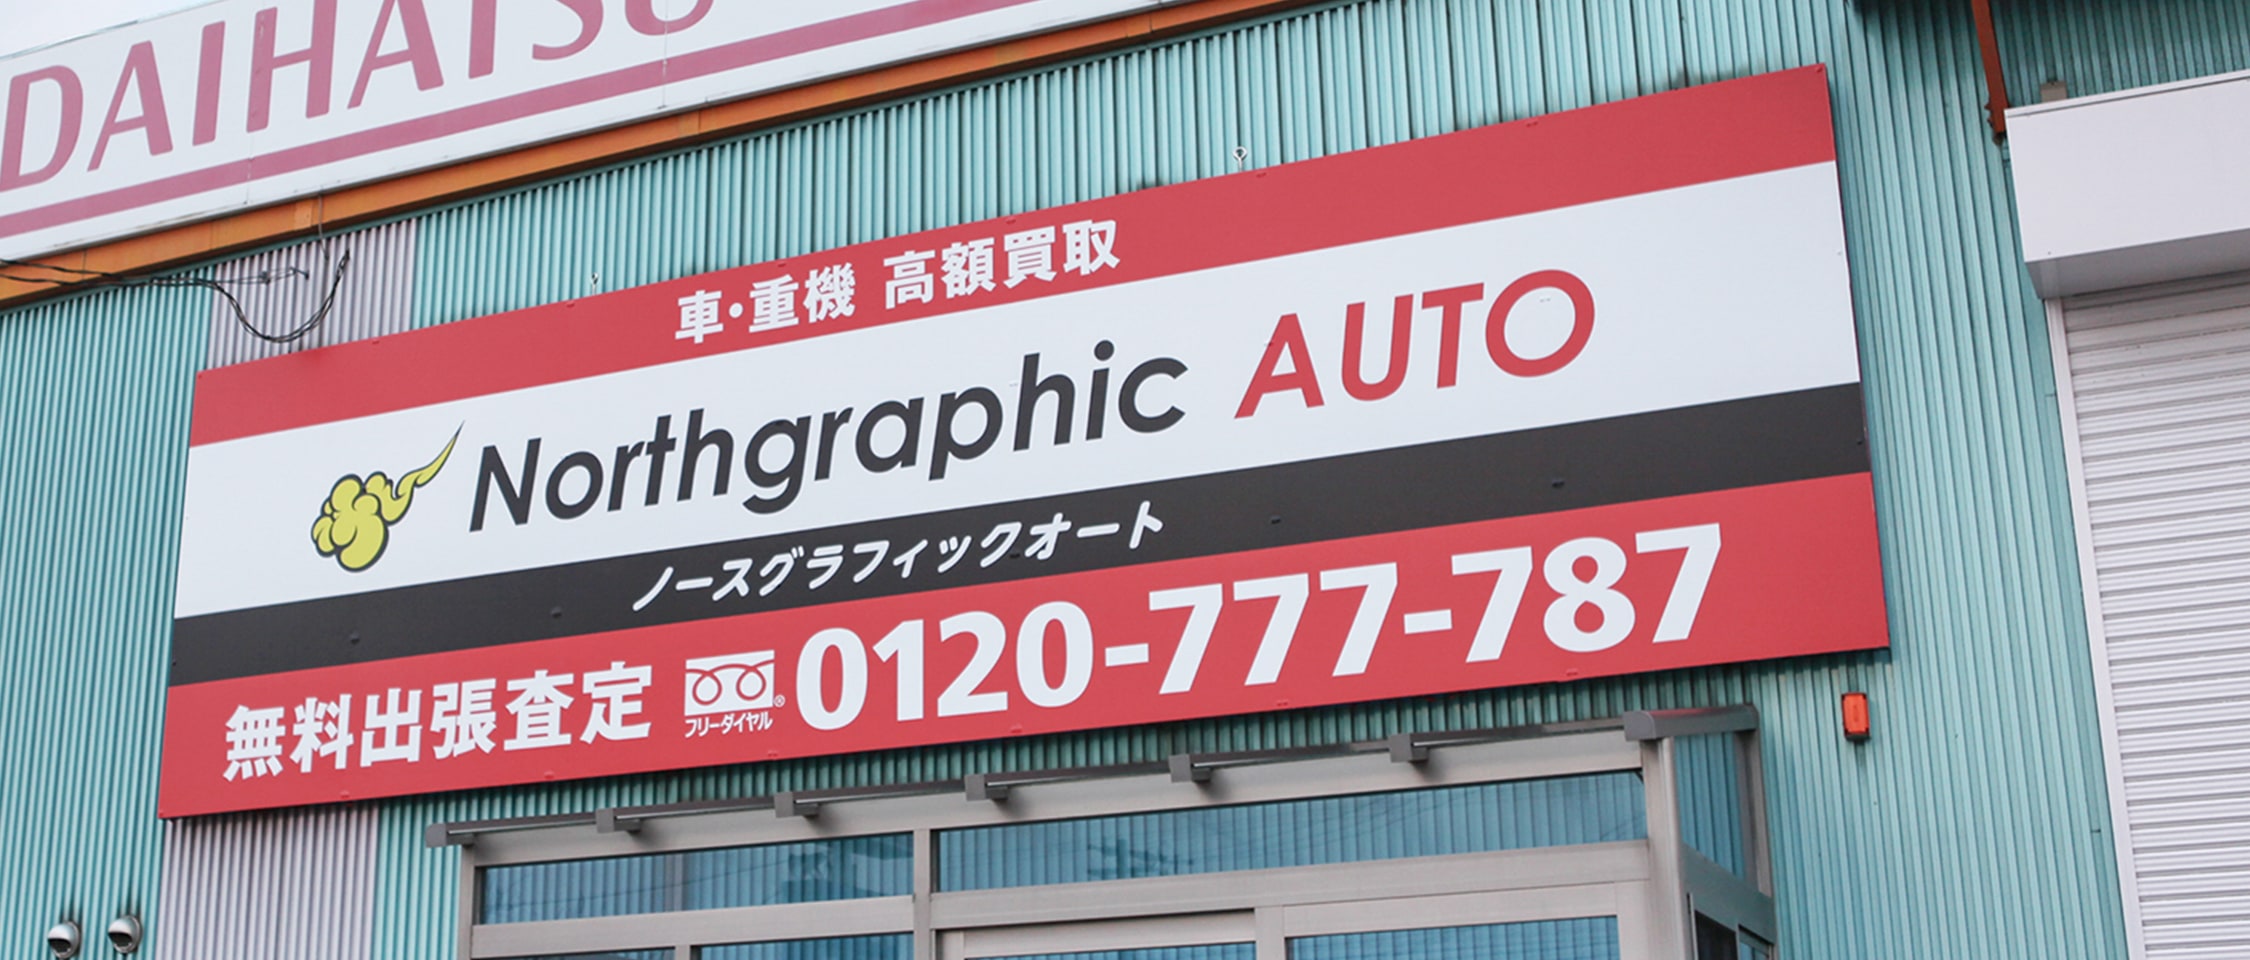 DAIHATSU
車・重機 高額買取
Northgraphic AUTO
ノースグラフィックオート
無料出張査定 フリーダイヤル® 0120-777-787